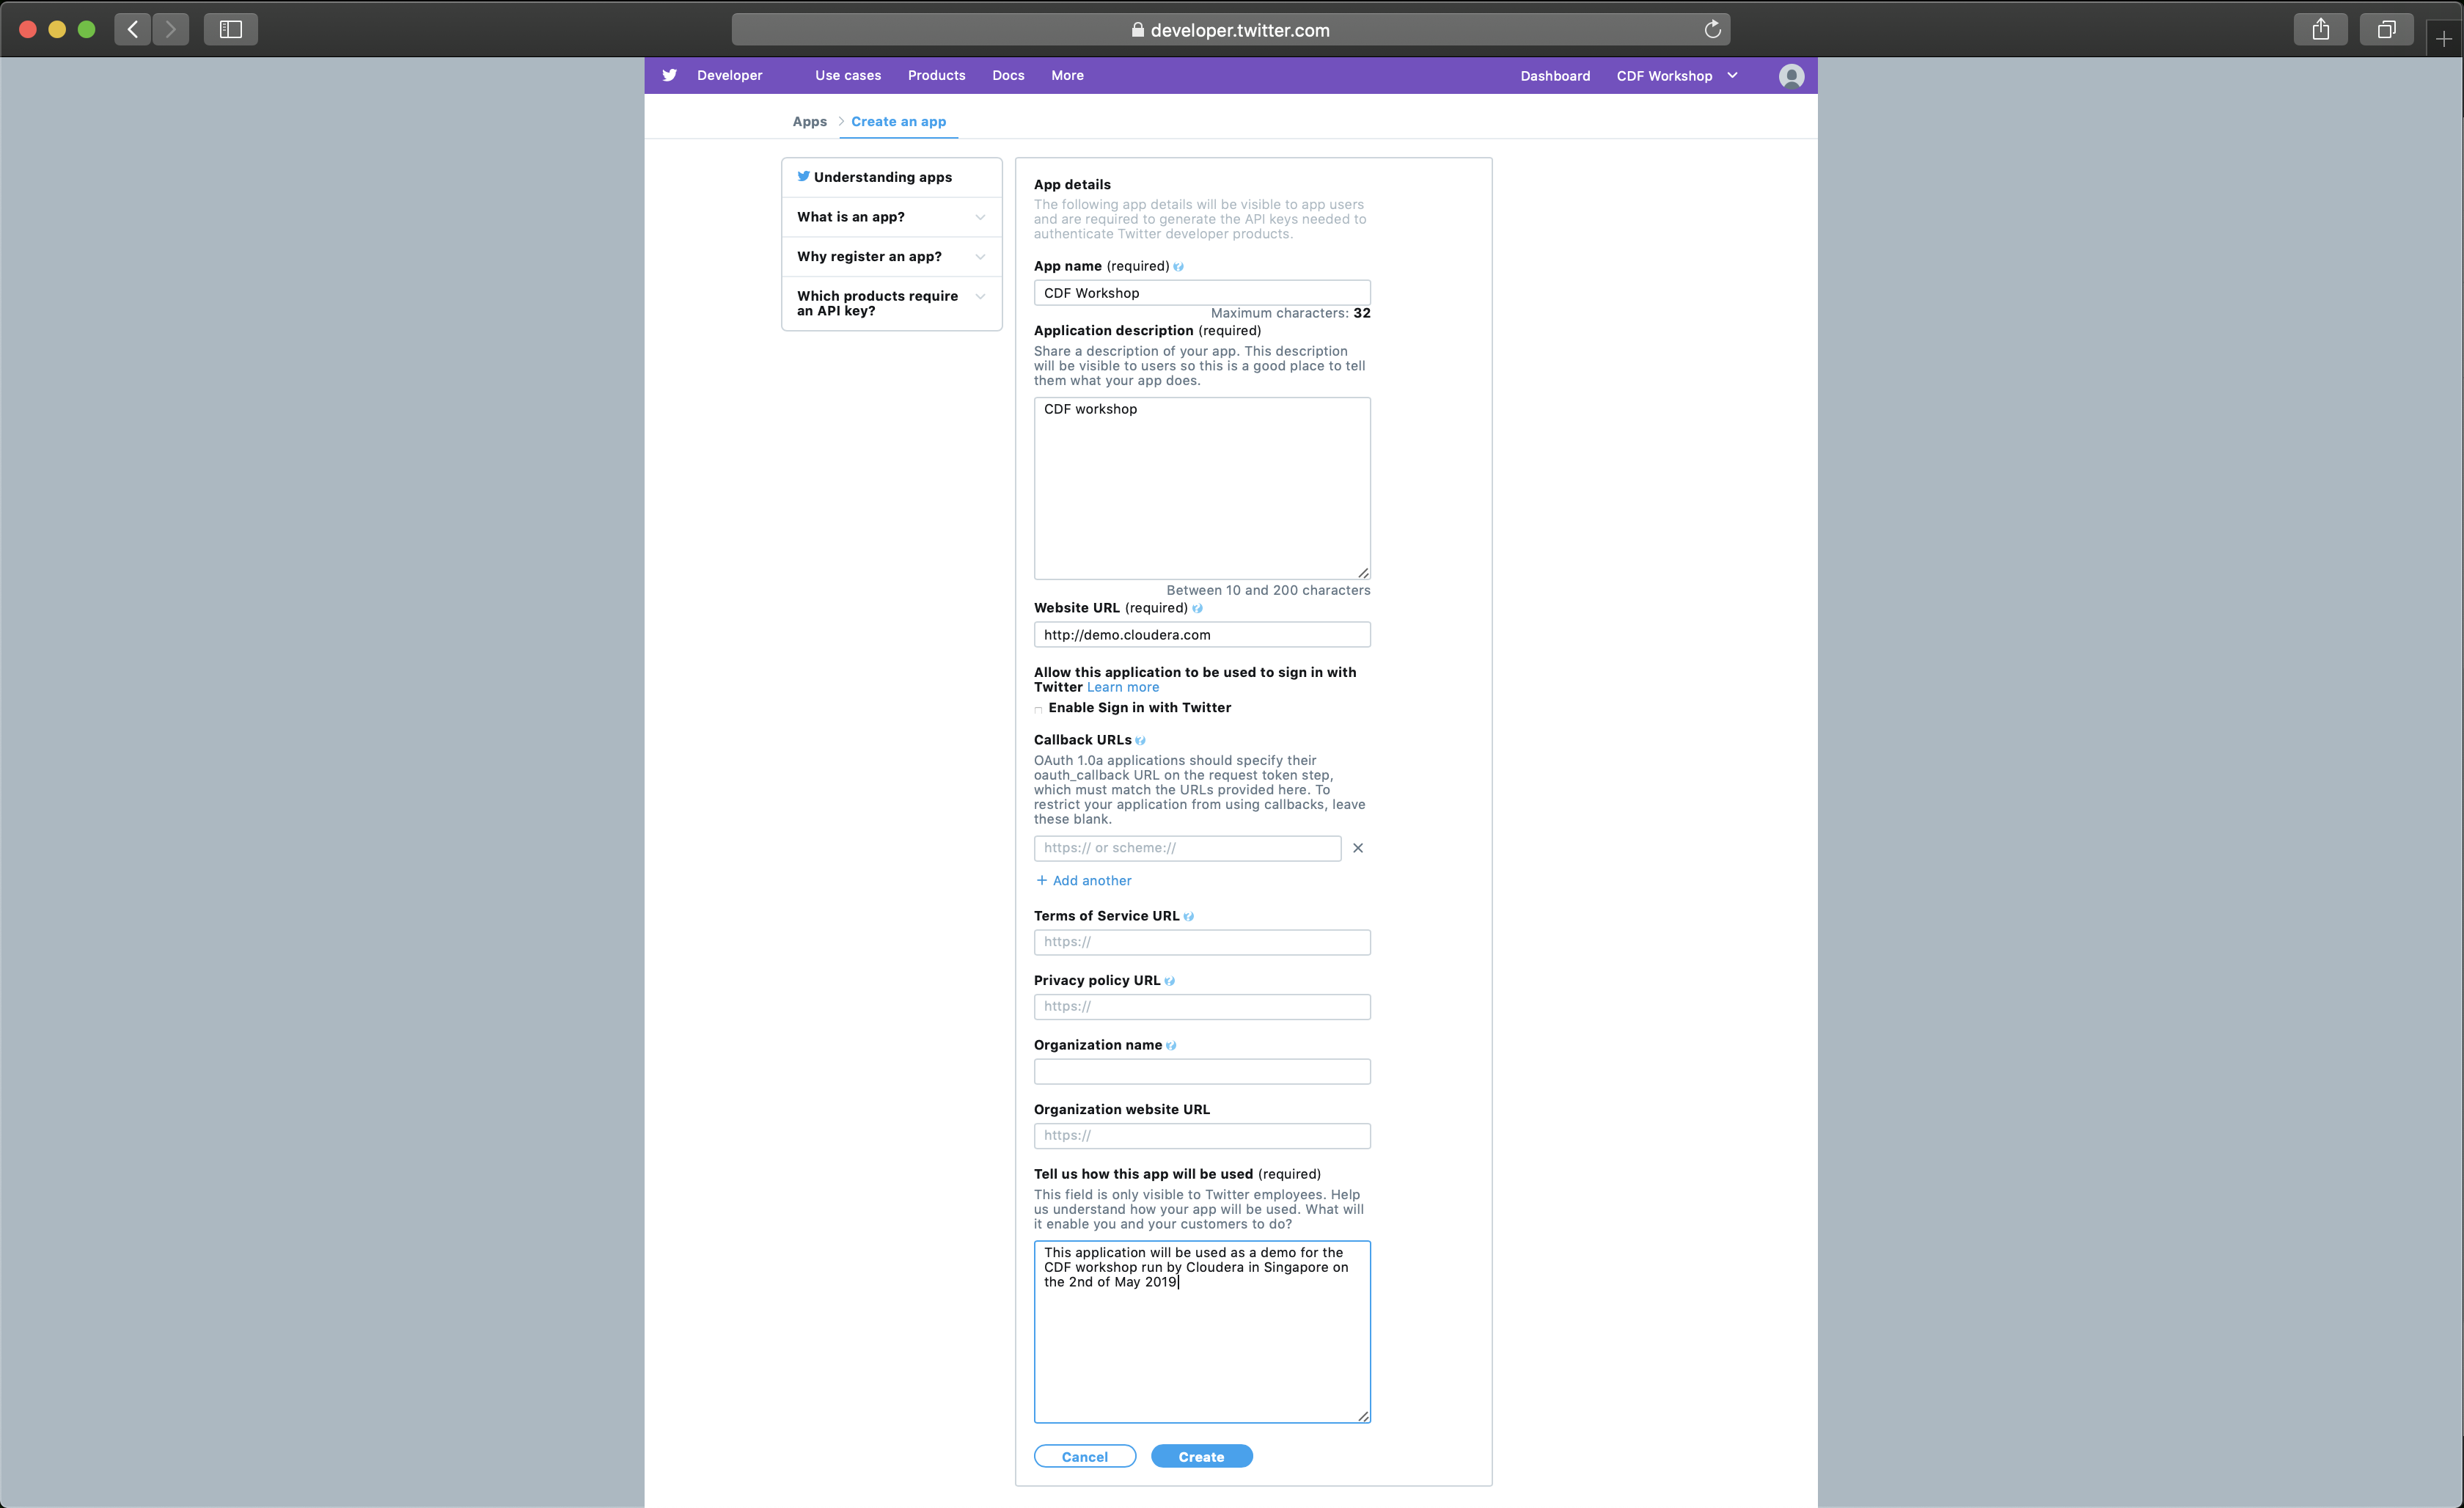 developer.twitter.com
Developer Use cases Products Docs More Dashboard CDF Workshop
Apps Create an app
Understanding apps
What is an app?
Why register an app?
Which products require
an API key?
App details
The following app details will be visible to app users
and are required to generate the API keys needed to
authenticate Twitter developer products.
App name (required)
CDF Workshop
Maximum characters: 32
Application description (required)
Share a description of your app. This description
will be visible to users so this is a good place to tell
them what your app does.
CDF workshop
Between 10 and 200 characters
Website URL (required)
http://demo.cloudera.com
Allow this application to be used to sign in with
Twitter Learn more
Enable Sign in with Twitter
Callback URLs
OAuth 1.0a applications should specify their
oauth_callback URL on the request token step,
which must match the URLs provided here. To
restrict your application from using callbacks, leave
these blank.
https:// or scheme://
+ Add another
Terms of Service URL
https://
Privacy policy URL
https://
Organization name
Organization website URL
https://
Tell us how this app will be used (required)
This field is only visible to Twitter employees. Help
us understand how your app will be used. What will
it enable you and your customers to do?
This application will be used as a demo for the
CDF workshop run by Cloudera in Singapore on
the 2nd of May 2019
Cancel Create